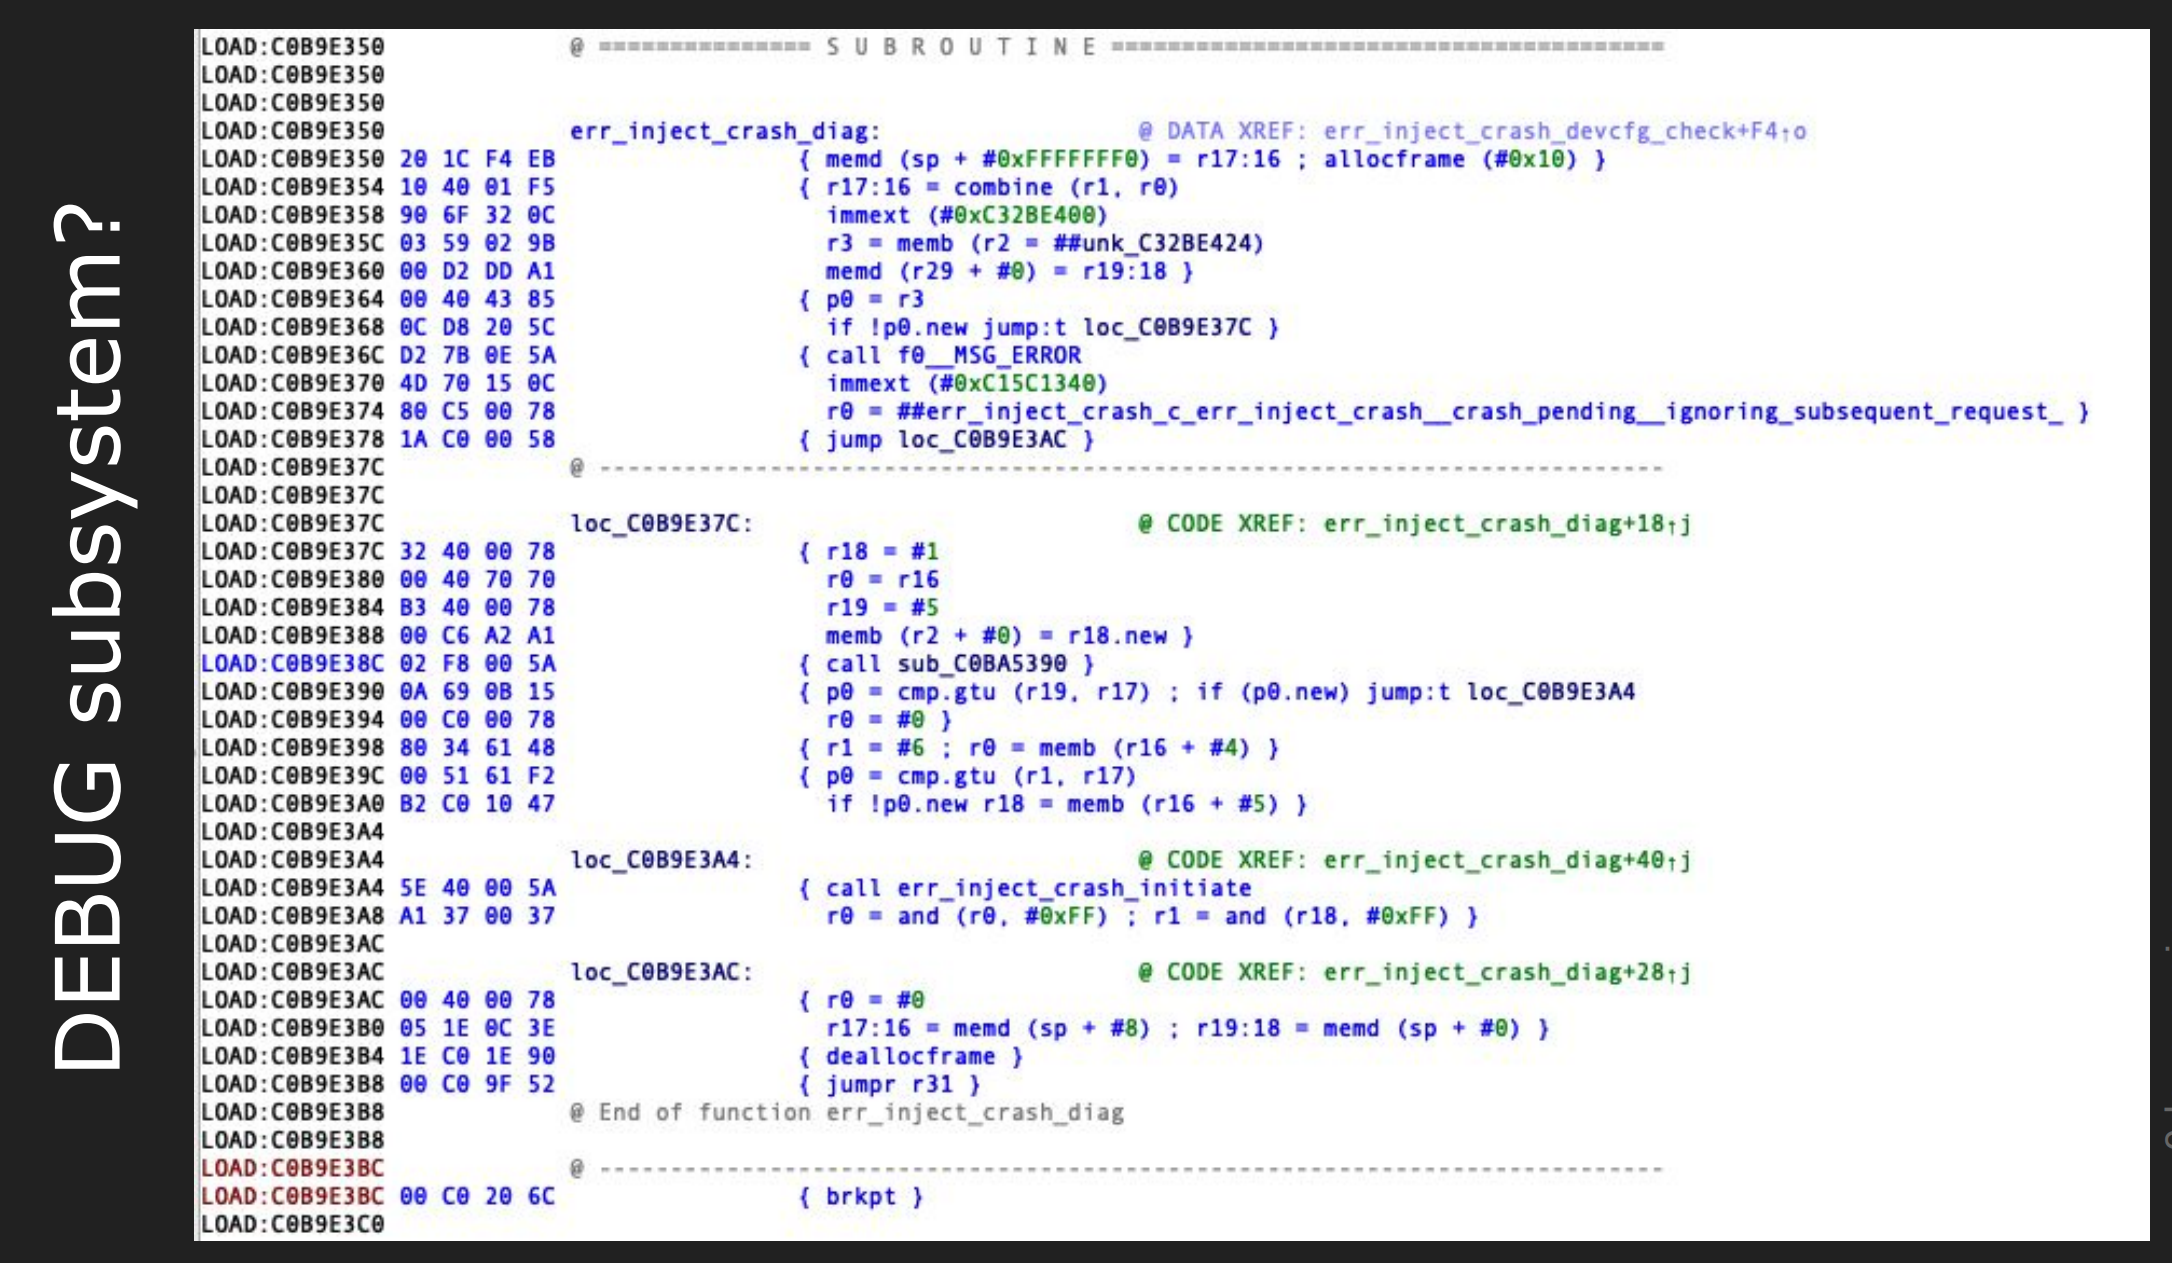 DEBUG subsystem?
LOAD:C0B9E350 @ =============== S U B R O U T I N E =======================================
LOAD:C0B9E350
LOAD:C0B9E350
LOAD:C0B9E350 err_inject_crash_diag: @ DATA XREF: err_inject_crash_devcfg_check+F4↑o
LOAD:C0B9E350 20 1C F4 EB { memd (sp + #0xFFFFFFF0) = r17:16 ; allocframe (#0x10) }
LOAD:C0B9E354 10 40 01 F5 { r17:16 = combine (r1, r0)
LOAD:C0B9E358 90 6F 32 0C immext (#0xC32BE400)
LOAD:C0B9E35C 03 59 02 9B r3 = memb (r2 = ##unk_C32BE424)
LOAD:C0B9E360 00 D2 DD A1 memd (r29 + #0) = r19:18 }
LOAD:C0B9E364 00 40 43 85 { p0 = r3
LOAD:C0B9E368 0C D8 20 5C if !p0.new jump:t loc_C0B9E37C }
LOAD:C0B9E36C D2 7B 0E 5A { call f0__MSG_ERROR
LOAD:C0B9E370 4D 70 15 0C immext (#0xC15C1340)
LOAD:C0B9E374 80 C5 00 78 r0 = ##err_inject_crash_c_err_inject_crash__crash_pending__ignoring_subsequent_request_ }
LOAD:C0B9E378 1A C0 00 58 { jump loc_C0B9E3AC }
LOAD:C0B9E37C @ ---------------------------------------------------------------------------
LOAD:C0B9E37C
LOAD:C0B9E37C loc_C0B9E37C: @ CODE XREF: err_inject_crash_diag+18↑j
LOAD:C0B9E37C 32 40 00 78 { r18 = #1
LOAD:C0B9E380 00 40 70 70 r0 = r16
LOAD:C0B9E384 B3 40 00 78 r19 = #5
LOAD:C0B9E388 00 C6 A2 A1 memb (r2 + #0) = r18.new }
LOAD:C0B9E38C 02 F8 00 5A { call sub_C0BA5390 }
LOAD:C0B9E390 0A 69 0B 15 { p0 = cmp.gtu (r19, r17) ; if (p0.new) jump:t loc_C0B9E3A4
LOAD:C0B9E394 00 C0 00 78 r0 = #0 }
LOAD:C0B9E398 80 34 61 48 { r1 = #6 ; r0 = memb (r16 + #4) }
LOAD:C0B9E39C 00 51 61 F2 { p0 = cmp.gtu (r1, r17)
LOAD:C0B9E3A0 B2 C0 10 47 if !p0.new r18 = memb (r16 + #5) }
LOAD:C0B9E3A4
LOAD:C0B9E3A4 loc_C0B9E3A4: @ CODE XREF: err_inject_crash_diag+40↑j
LOAD:C0B9E3A4 5E 40 00 5A { call err_inject_crash_initiate
LOAD:C0B9E3A8 A1 37 00 37 r0 = and (r0, #0xFF) ; r1 = and (r18, #0xFF) }
LOAD:C0B9E3AC
LOAD:C0B9E3AC loc_C0B9E3AC: @ CODE XREF: err_inject_crash_diag+28↑j
LOAD:C0B9E3AC 00 40 00 78 { r0 = #0
LOAD:C0B9E3B0 05 1E 0C 3E r17:16 = memd (sp + #8) ; r19:18 = memd (sp + #0) }
LOAD:C0B9E3B4 1E C0 1E 90 { deallocframe }
LOAD:C0B9E3B8 00 C0 9F 52 { jumpr r31 }
LOAD:C0B9E3B8 @ End of function err_inject_crash_diag
LOAD:C0B9E3B8
LOAD:C0B9E3BC @ ---------------------------------------------------------------------------
LOAD:C0B9E3BC 00 C0 20 6C { brkpt }
LOAD:C0B9E3C0